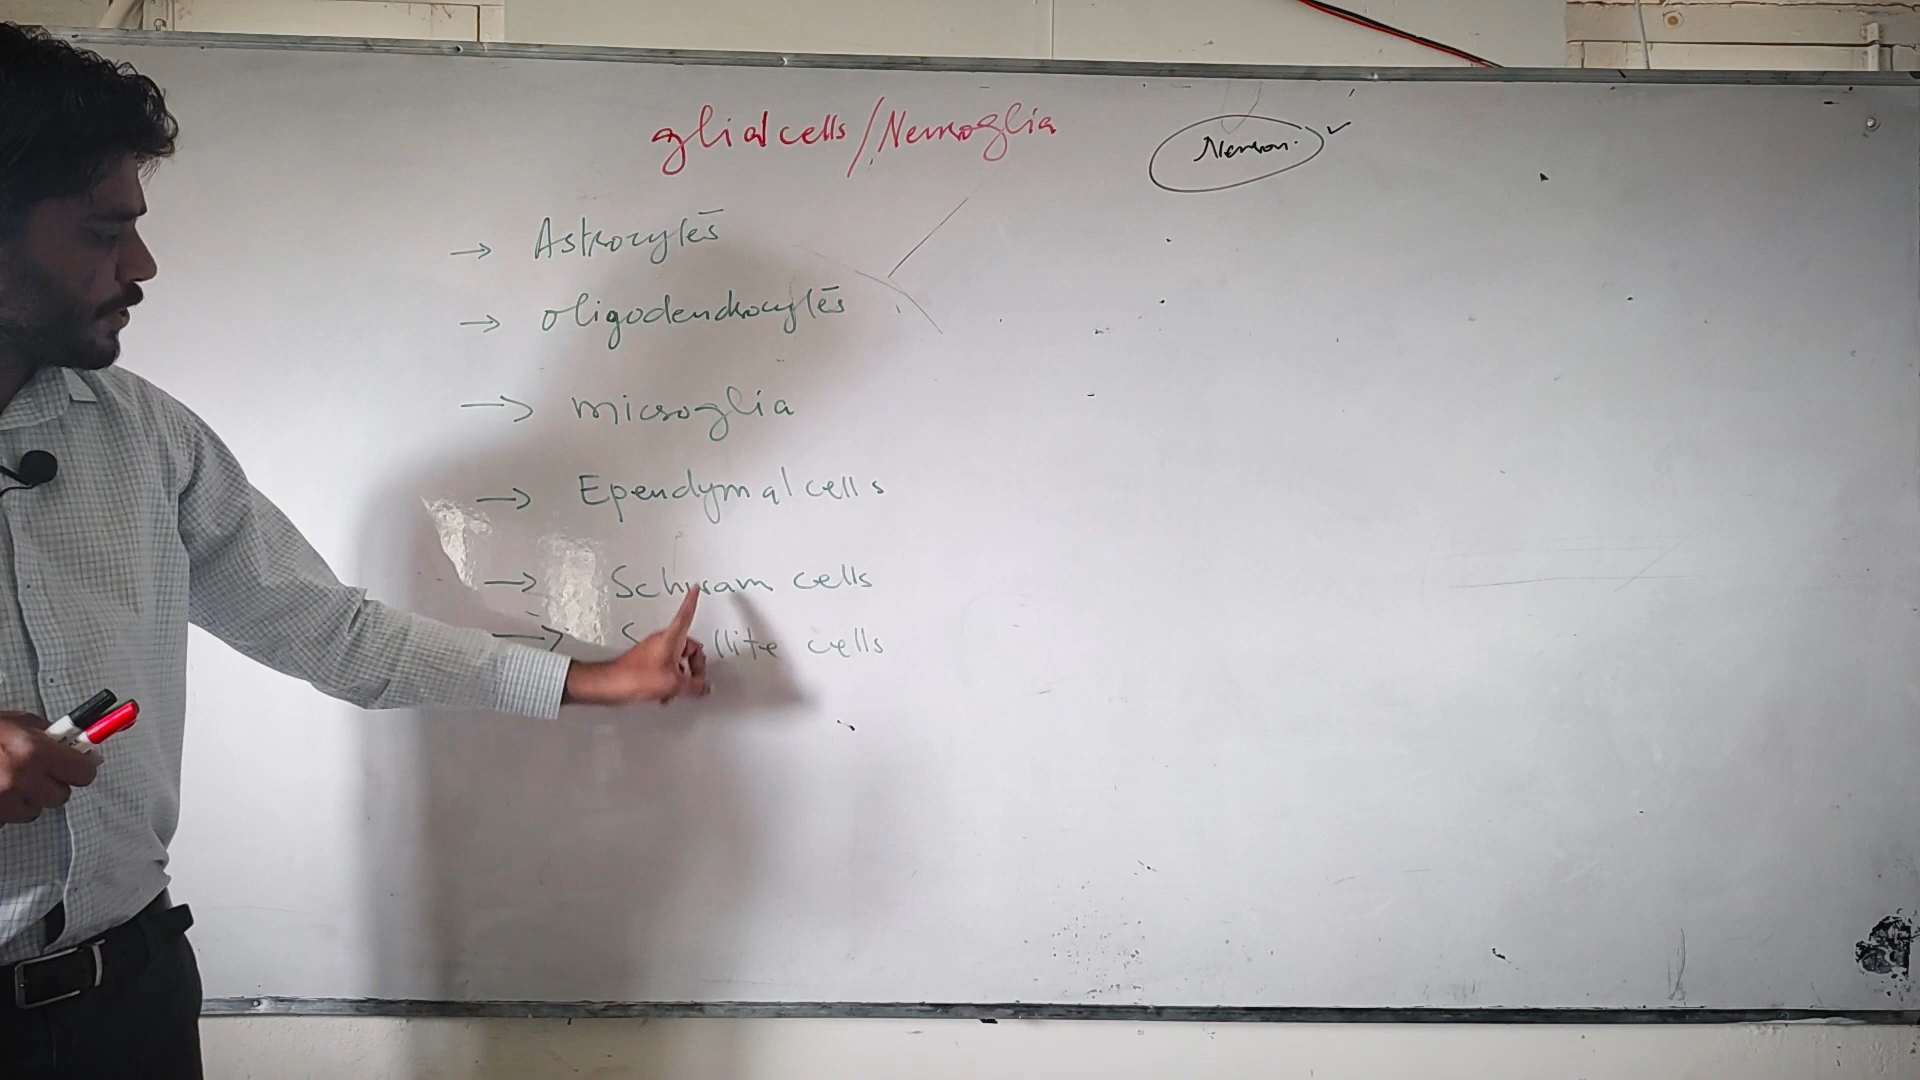 glial cells/Neuroglia
Neuron.
→ Astrocytes
→ oligodendrocytes
→ microglia
→ Ependymal cells
→ Schwam cells
→ cells